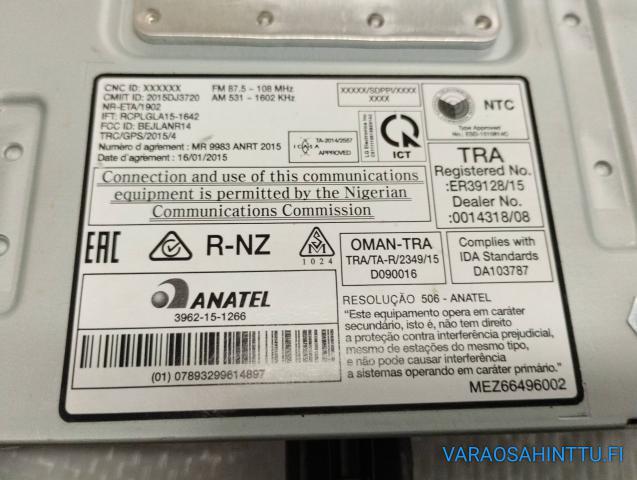 CNC ID: XXXXXX
FM 87.5 - 108 MHz
CMIIT ID: 2015DJ3720
AM 531 - 1602 KHz
NR-ETA/1902
IFT: RCPLGLA15-1642
FCC ID: BEJLANR14
TRC/GPS/2015/4
Numéro d'agrement : MR 9983 ANRT 2015
Date d'agrément : 16/01/2015
XXXXX/SDPPI/XXXX
XXXX
ICASA
TA-2014/2567
APPROVED
ICT
NTC
Type Approved
TRA
Registered No.
:ER39128/15
Dealer No.
:0014318/08
Connection and use of this communications
equipment is permitted by the Nigerian
Communications Commission
EAC
R-NZ
1024
OMAN-TRA
TRA/TA-R/2349/15
D090016
Complies with
IDA Standards
DA103787
ANATEL
3962-15-1266
(01) 07893299614897
RESOLUÇÃO 506 - ANATEL
"Este equipamento opera em caráter
secundário, isto é, não tem direito
a proteção contra interferência prejudicial,
mesmo de estações do mesmo tipo,
e não pode causar interferência
a sistemas operando em caráter primário."
MEZ66496002
VARAOSAHINTTU.FI